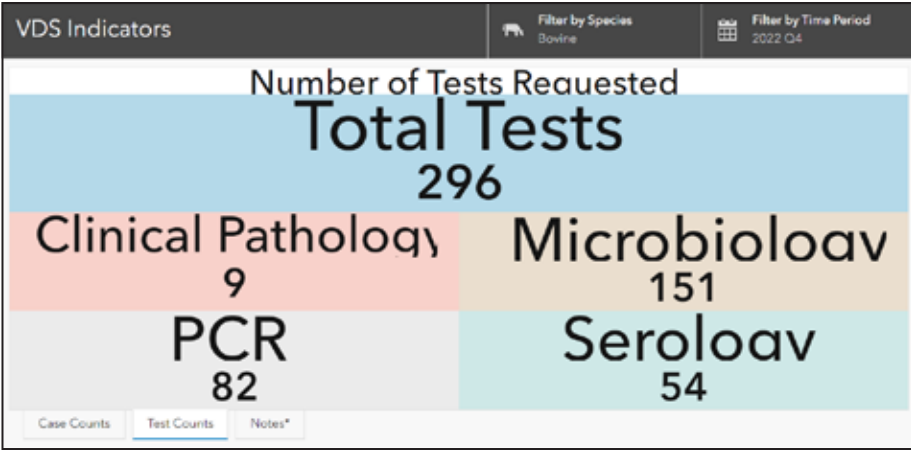 VDS Indicators
Filter by Species
Bovine
Filter by Time Period
2022 Q4
Number of Tests Requested
Total Tests
296
Clinical Pathology
9
Microbiology
151
PCR
82
Serology
54
Case Counts
Test Counts
Notes*